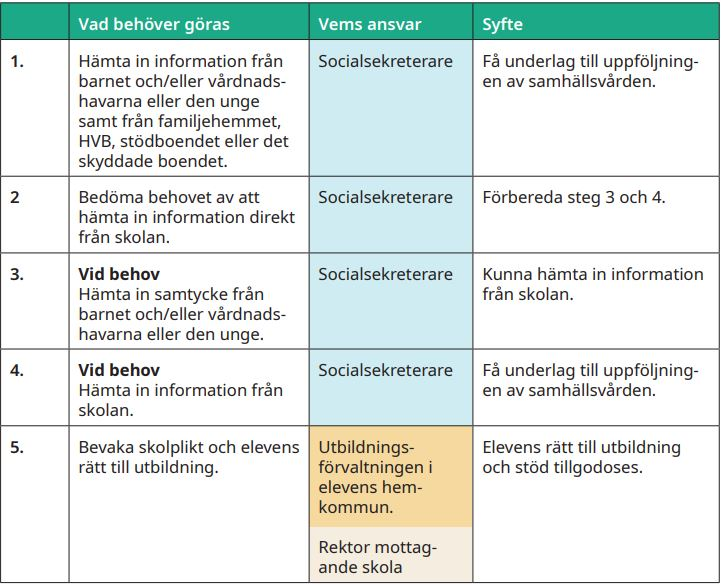 Vad behöver göras
Vems ansvar
Syfte
1.
Hämta in information från
barnet och/eller vårdnads-
havarna eller den unge
samt från familjehemmet,
HVB, stödboendet eller det
skyddade boendet.
Socialsekreterare
Få underlag till uppföljning-
en av samhällsvården.
2
Bedöma behovet av att
hämta in information direkt
från skolan.
Socialsekreterare
Förbereda steg 3 och 4.
3.
Vid behov
Hämta in samtycke från
barnet och/eller vårdnads-
havarna eller den unge.
Socialsekreterare
Kunna hämta in information
från skolan.
4.
Vid behov
Hämta in information från
skolan.
Socialsekreterare
Få underlag till uppföljning-
en av samhällsvården.
5.
Bevaka skolplikt och elevens
rätt till utbildning.
Utbildnings-
förvaltningen i
elevens hem-
kommun.
Rektor mottag-
ande skola
Elevens rätt till utbildning
och stöd tillgodoses.